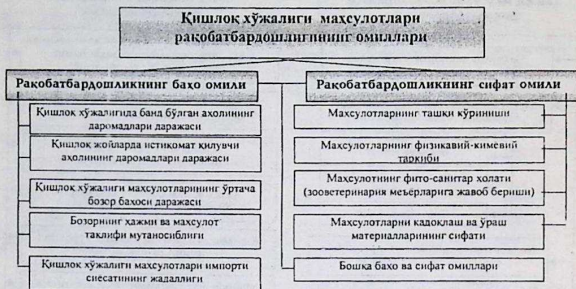 Қишлоқ хўжалиги маҳсулотлари
рақобатбардошлигининг омиллари
Рақобатбардошликнинг баҳо омили
Қишлоқ хўжалигида банд бўлган аҳолининг
даромадлари даражаси
Қишлоқ жойларда истиқомат қилувчи
аҳолининг даромадлари даражаси
Қишлоқ хўжалиги маҳсулотларининг ўртача
бозор баҳоси даражаси
Бозорнинг ҳажми ва маҳсулот
таклифи мутаносиблиги
Қишлоқ хўжалиги маҳсулотлари импорти
сиёсатининг жадаллиги
Рақобатбардошликнинг сифат омили
Маҳсулотларнинг ташқи кўриниши
Маҳсулотларнинг физикавий-кимёвий
таркиби
Маҳсулотнинг фито-санитар ҳолати
(зооветеринария меъёрларига жавоб бериши)
Маҳсулотларни қадоқлаш ва ўраш
материалларининг сифати
Бошқа баҳо ва сифат омиллари